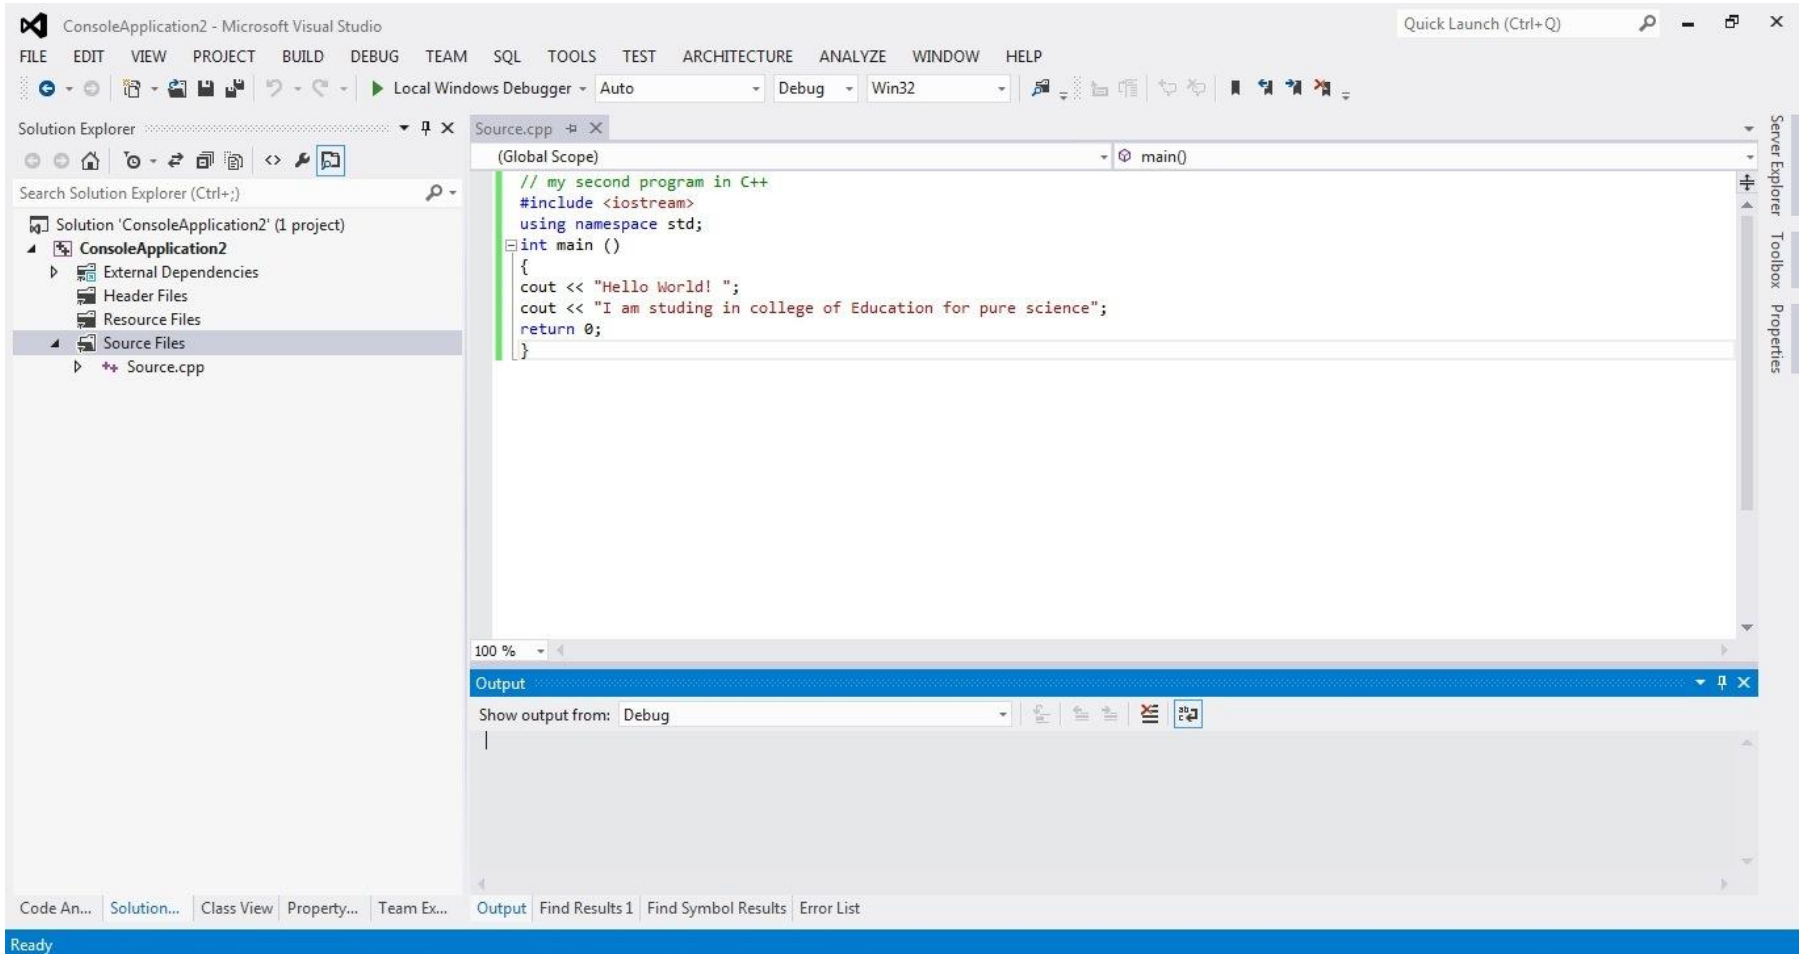 ConsoleApplication2 - Microsoft Visual Studio
Quick Launch (Ctrl+Q)
FILE EDIT VIEW PROJECT BUILD DEBUG TEAM SQL TOOLS TEST ARCHITECTURE ANALYZE WINDOW HELP
Local Windows Debugger Auto Debug Win32
Solution Explorer
Search Solution Explorer (Ctrl+;)
Solution 'ConsoleApplication2' (1 project)
ConsoleApplication2
External Dependencies
Header Files
Resource Files
Source Files
Source.cpp
Source.cpp
(Global Scope) main()
// my second program in C++
#include <iostream>
using namespace std;
int main ()
{
cout << "Hello World! ";
cout << "I am studing in college of Education for pure science";
return 0;
}
100 %
Output
Show output from: Debug
Code An... Solution... Class View Property... Team Ex...
Output Find Results 1 Find Symbol Results Error List
Ready
Server Explorer
Toolbox
Properties